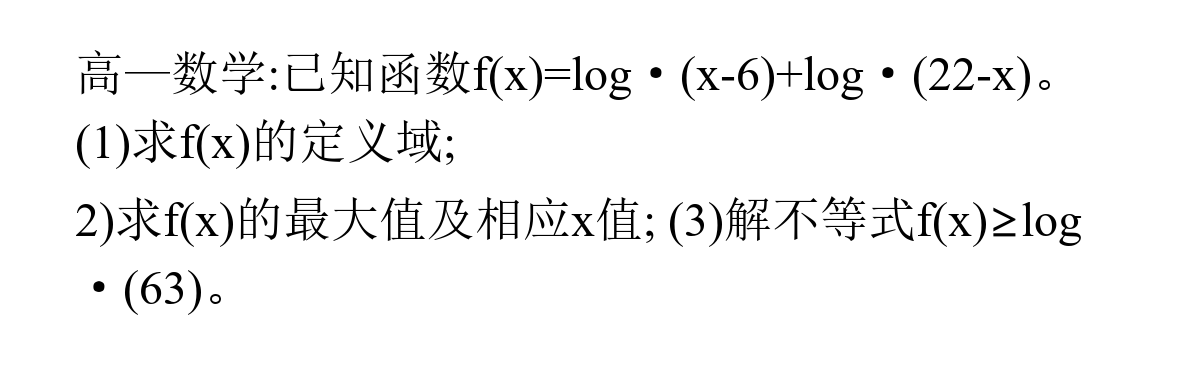 高一数学:已知函数f(x)=log•(x-6)+log•(22-x)。
(1)求f(x)的定义域;
2)求f(x)的最大值及相应x值; (3)解不等式f(x)≥log
•(63)。